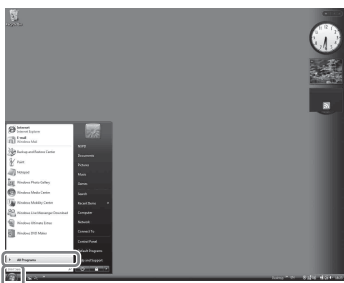 Internet
Internet Explorer
E-mail
Windows Mail
Backup and Restore Center
Paint
Notepad
Windows Photo Gallery
Windows Media Center
Windows Mobility Center
Windows Live Messenger Download
Windows Ultimate Extras
Windows DVD Maker
All Programs
Documents
Pictures
Music
Games
Search
Recent Items
Computer
Network
Connect To
Control Panel
Default Programs
Help and Support